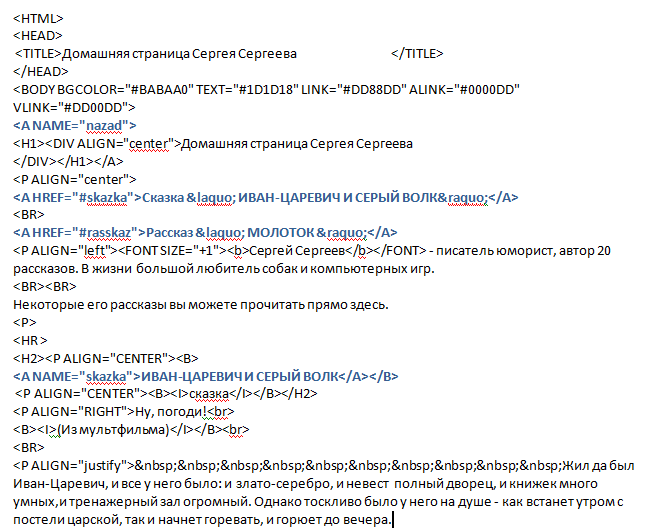 <HTML>
<HEAD>
<TITLE>Домашняя страница Сергея Сергеева </TITLE>
</HEAD>
<BODY BGCOLOR="#BABAA0" TEXT="#1D1D18" LINK="#DD88DD" ALINK="#0000DD"
VLINK="#DD00DD">
<A NAME="nazad">
<H1><DIV ALIGN="center">Домашняя страница Сергея Сергеева
</DIV></H1></A>
<P ALIGN="center">
<A HREF="#skazka">Сказка &laquo; ИВАН-ЦАРЕВИЧ И СЕРЫЙ ВОЛК&raquo;</A>
<BR>
<A HREF="#rasskaz">Рассказ &laquo; МОЛОТОК &raquo;</A>
<P ALIGN="left"><FONT SIZE="+1"><b>Сергей Сергеев</b></FONT> - писатель юморист, автор 20
рассказов. В жизни большой любитель собак и компьютерных игр.
<BR><BR>
Некоторые его рассказы вы можете прочитать прямо здесь.
<P>
<HR >
<H2><P ALIGN="CENTER"><B>
<A NAME="skazka">ИВАН-ЦАРЕВИЧ И СЕРЫЙ ВОЛК</A></B>
<P ALIGN="CENTER"><B><I>сказка</I></B></H2>
<P ALIGN="RIGHT">Ну, погоди!<br>
<B><I>(Из мультфильма)</I></B><br>
<BR>
<P ALIGN="justify">&nbsp;&nbsp;&nbsp;&nbsp;&nbsp;&nbsp;&nbsp;&nbsp;&nbsp;&nbsp;Жил да был
Иван-Царевич, и все у него было: и злато-серебро, и невест полный дворец, и книжек много
умных,и тренажерный зал огромный. Однако тоскливо было у него на душе - как встанет утром с
постели царской, так и начнет горевать, и горюет до вечера.